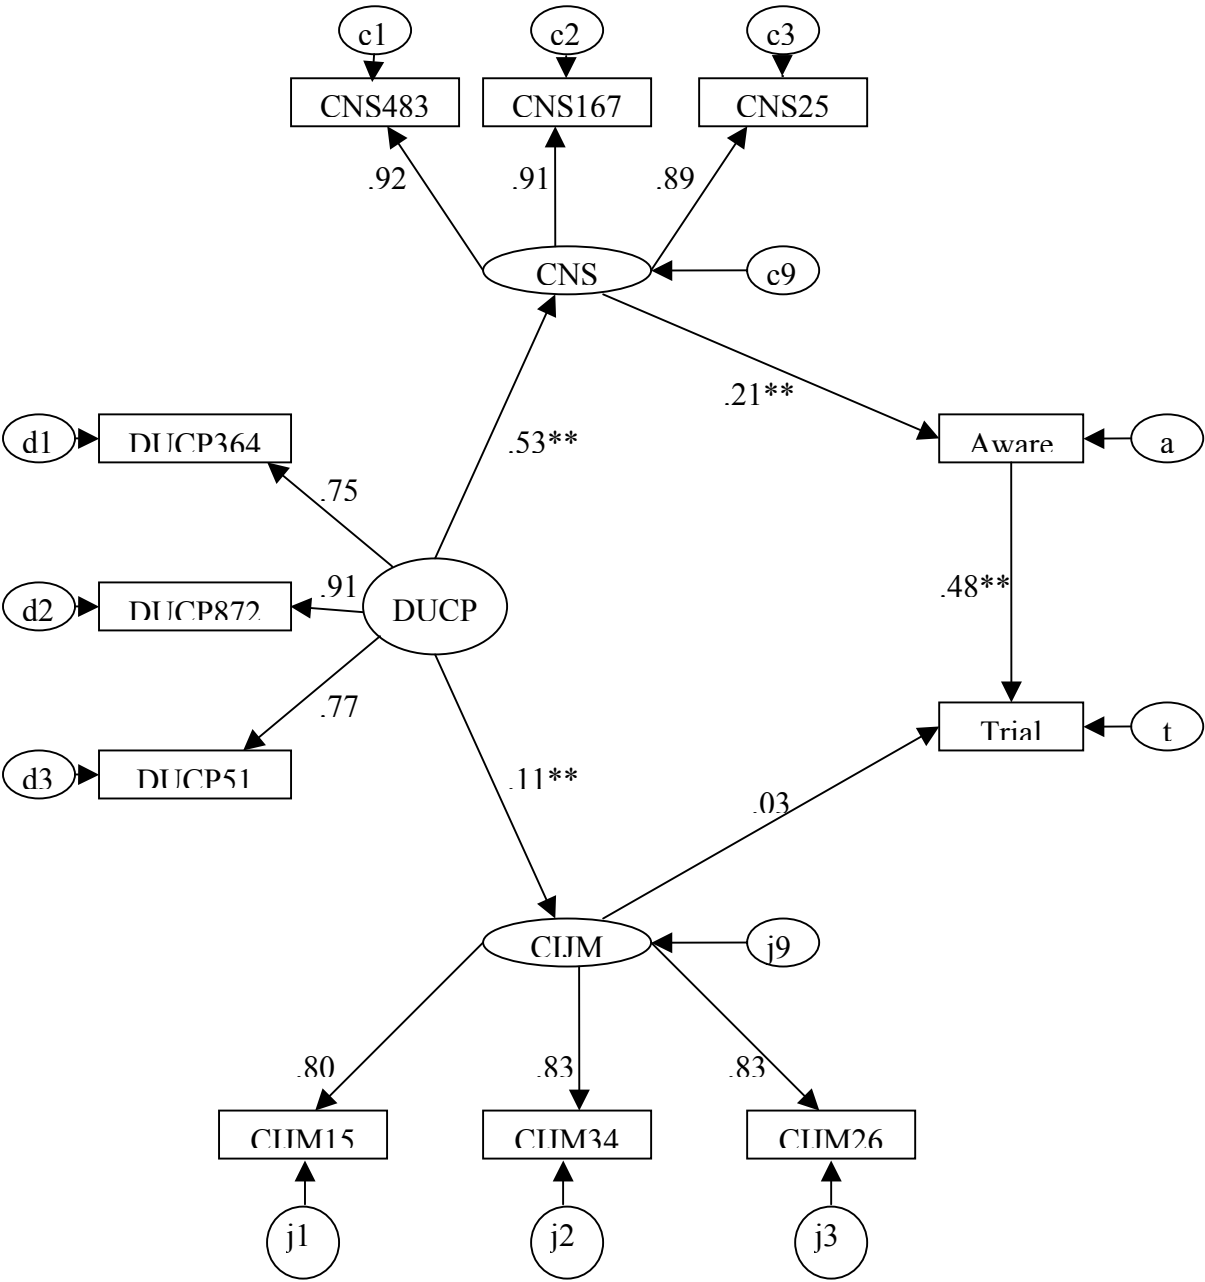 c1
c2
c3
CNS483
CNS167
CNS25
.92
.91
.89
CNS
c9
.21**
.53**
d1
DUCP364
Aware
a
.75
d2
DUCP872
.91
DUCP
.48**
.77
d3
DUCP51
Trial
t
.11**
.03
CIJM
j9
.80
.83
.83
CIJM15
CIJM34
CIJM26
j1
j2
j3